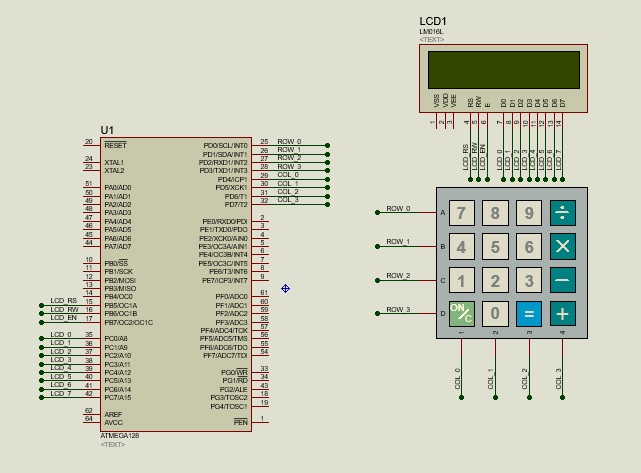 LCD1
LM016L
<TEXT>
VSS VDD VEE RS RW E D0 D1 D2 D3 D4 D5 D6 D7
1 2 3 4 5 6 7 8 9 10 11 12 13 14
LCD_RS LCD_RW LCD_EN LCD_0 LCD_1 LCD_2 LCD_3 LCD_4 LCD_5 LCD_6 LCD_7
U1
20 RESET PD0/SCL/INT0 25 ROW_0
PD1/SDA/INT1 26 ROW_1
24 XTAL1 PD2/RXD1/INT2 27 ROW_2
23 XTAL2 PD3/TXD1/INT3 28 ROW_3
PD4/ICP1 29 COL_0
51 PA0/AD0 PD5/XCK1 30 COL_1
50 PA1/AD1 PD6/T1 31 COL_2
49 PA2/AD2 PD7/T2 32 COL_3
48 PA3/AD3
47 PA4/AD4 PE0/RXD0/PDI 2
46 PA5/AD5 PE1/TXD0/PDO 3
45 PA6/AD6 PE2/XCK0/AIN0 4
44 PA7/AD7 PE3/OC3A/AIN1 5
PE4/OC3B/INT4 6
10 PB0/SS PE5/OC3C/INT5 7
11 PB1/SCK PE6/T3/INT6 8
12 PB2/MOSI PE7/ICP3/INT7 9
13 PB3/MISO
14 PB4/OC0 PF0/ADC0 61
LCD_RS 15 PB5/OC1A PF1/ADC1 60
LCD_RW 16 PB6/OC1B PF2/ADC2 59
LCD_EN 17 PB7/OC2/OC1C PF3/ADC3 58
PF4/ADC4/TCK 57
LCD_0 35 PC0/A8 PF5/ADC5/TMS 56
LCD_1 36 PC1/A9 PF6/ADC6/TDO 55
LCD_2 37 PC2/A10 PF7/ADC7/TDI 54
LCD_3 38 PC3/A11
LCD_4 39 PC4/A12 PG0/WR 33
LCD_5 40 PC5/A13 PG1/RD 34
LCD_6 41 PC6/A14 PG2/ALE 43
LCD_7 42 PC7/A15 PG3/TOSC2 18
PG4/TOSC1 19
62 AREF
64 AVCC PEN 1
ATMEGA128
<TEXT>
ROW_0 A 7 8 9 ÷
ROW_1 B 4 5 6 ×
ROW_2 C 1 2 3 −
ROW_3 D ON/C 0 = +
1 2 3 4
COL_0 COL_1 COL_2 COL_3